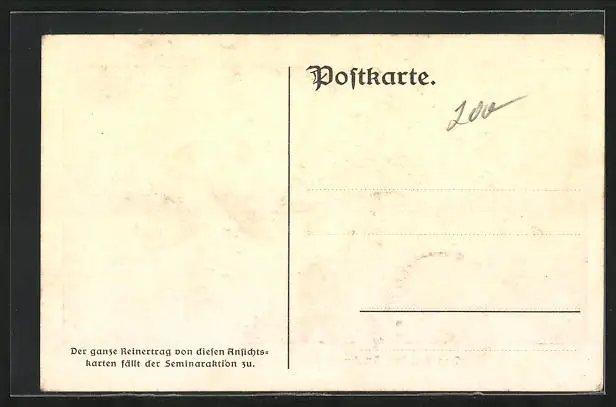 Postkarte.
200
Der ganze Reinertrag von diesen Ansichts-
karten fällt der Seminaraktion zu.